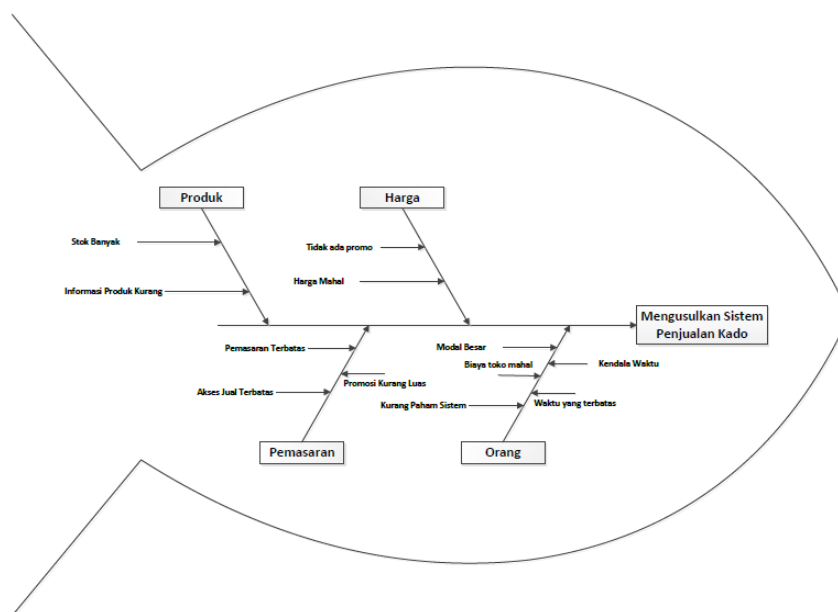 Produk
Harga
Stok Banyak
Tidak ada promo
Informasi Produk Kurang
Harga Mahal
Mengusulkan Sistem
Penjualan Kado
Pemasaran Terbatas
Modal Besar
Kendala Waktu
Biaya toko mahal
Promosi Kurang Luas
Akses Jual Terbatas
Kurang Paham Sistem
Waktu yang terbatas
Pemasaran
Orang